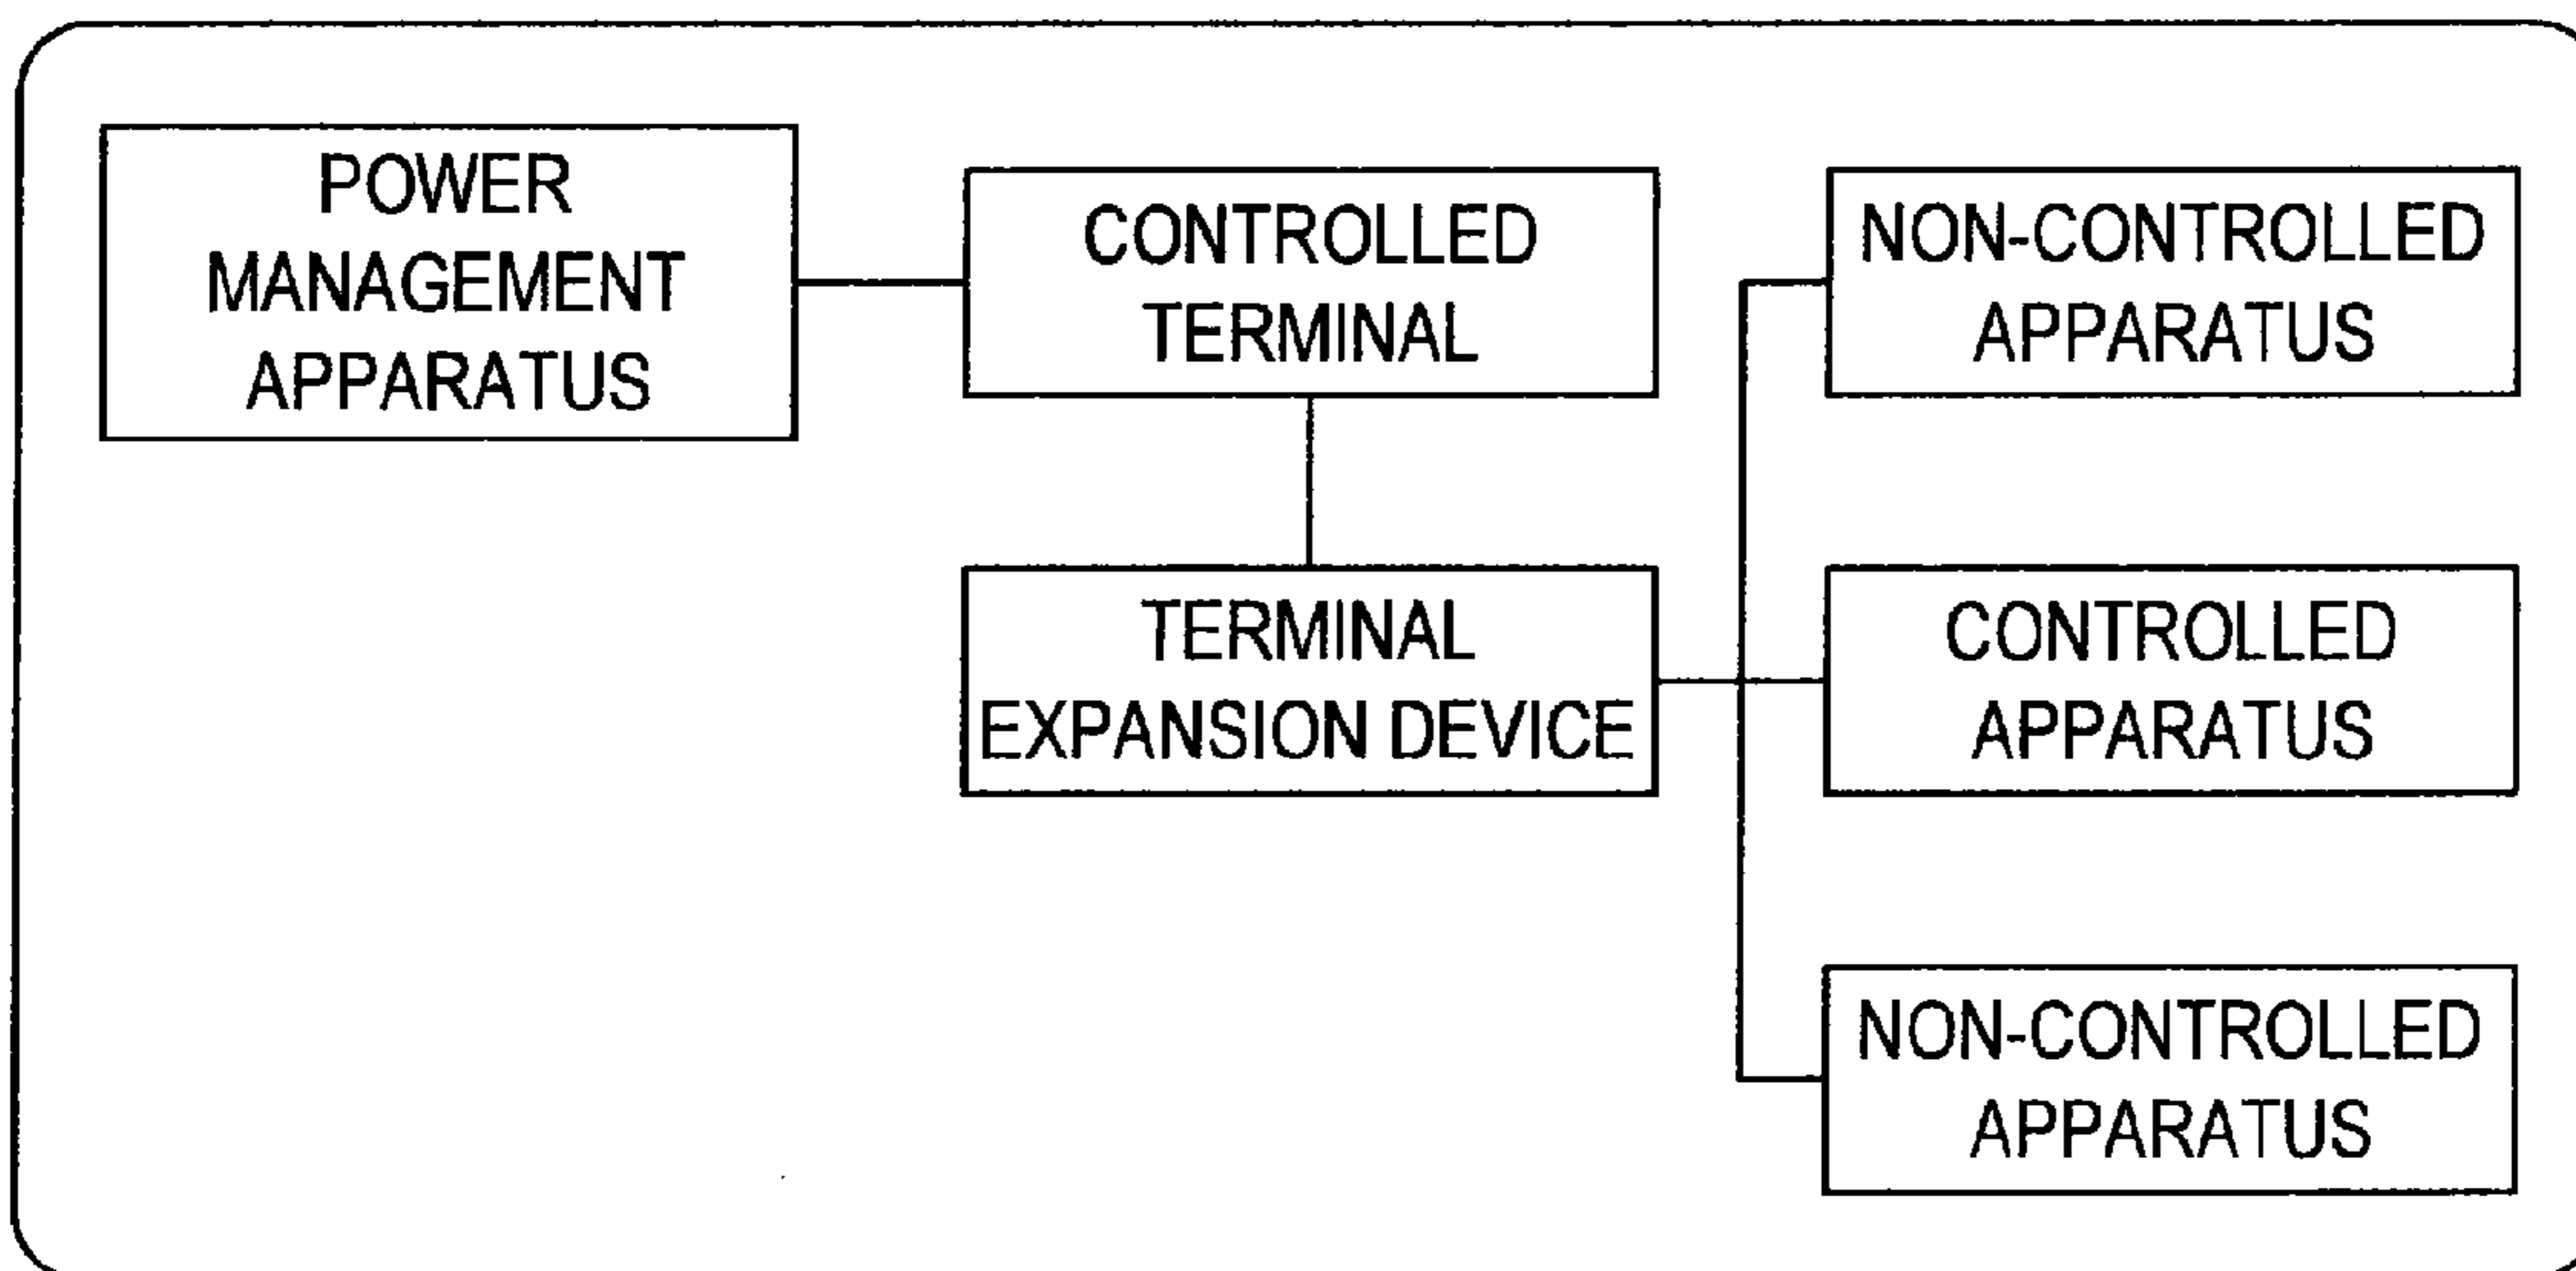 POWER
MANAGEMENT
APPARATUS
CONTROLLED
TERMINAL
NON-CONTROLLED
APPARATUS
TERMINAL
EXPANSION DEVICE
CONTROLLED
APPARATUS
NON-CONTROLLED
APPARATUS